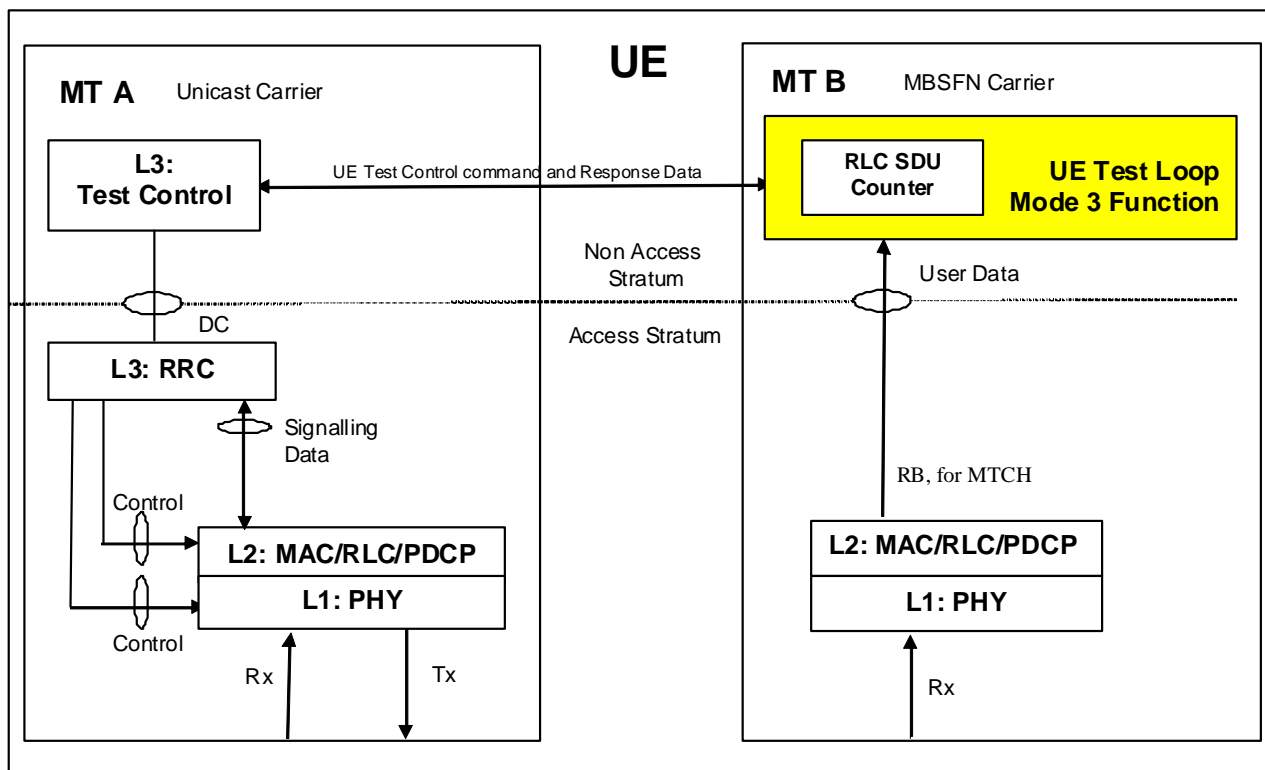 UE
MT A
Unicast Carrier
L3:
Test Control
UE Test Control command and Response Data
MT B
MBSFN Carrier
RLC SDU
Counter
UE Test Loop
Mode 3 Function
Non Access
Stratum
User Data
DC
Access Stratum
L3: RRC
Signalling
Data
Control
L2: MAC/RLC/PDCP
L1: PHY
Control
Rx
Tx
RB, for MTCH
L2: MAC/RLC/PDCP
L1: PHY
Rx